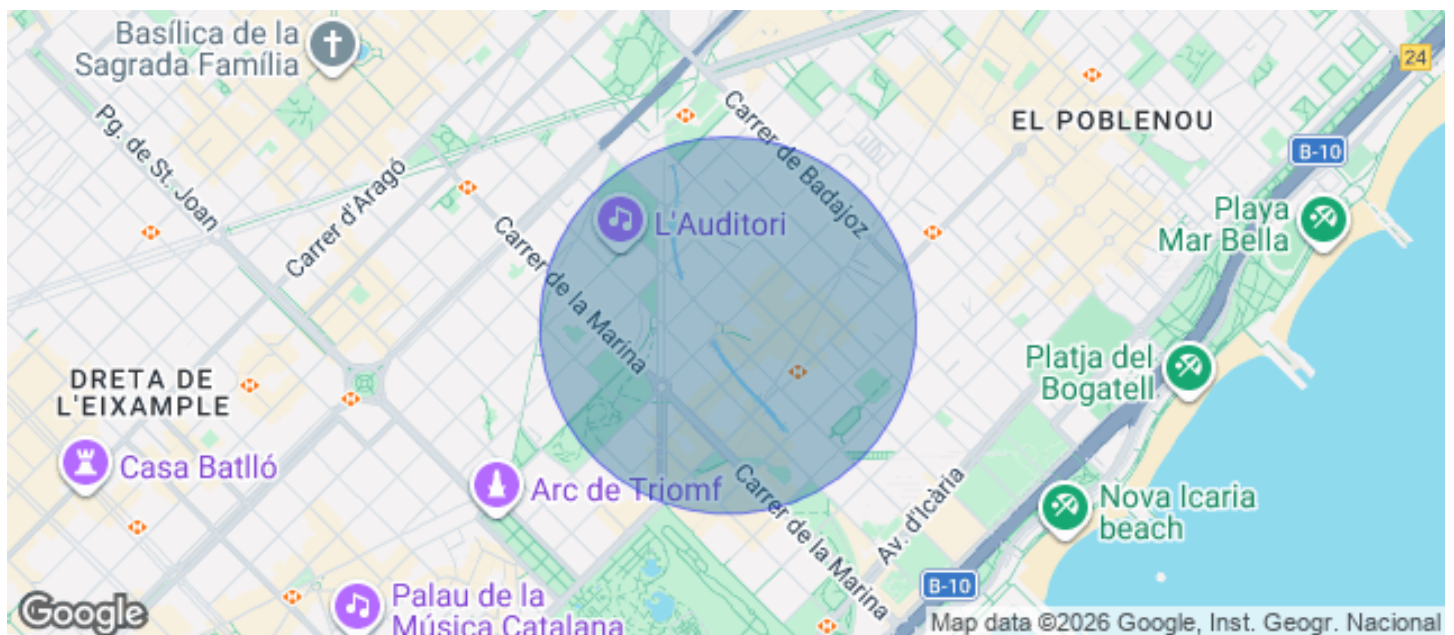 Basílica de la
Sagrada Família
24
Carrer de Badajoz
EL POBLENOU
B-10
Pg. de St. Joan
Carrer d'Aragó
L'Auditori
Playa
Mar Bella
Carrer de la Marina
Platja del
Bogatell
DRETA DE
L'EIXAMPLE
Casa Batlló
Arc de Triomf
Carrer de la Marina
Av. d'Icària
Nova Icaria
beach
B-10
Palau de la
Música Catalana
Google
Map data ©2026 Google, Inst. Geogr. Nacional